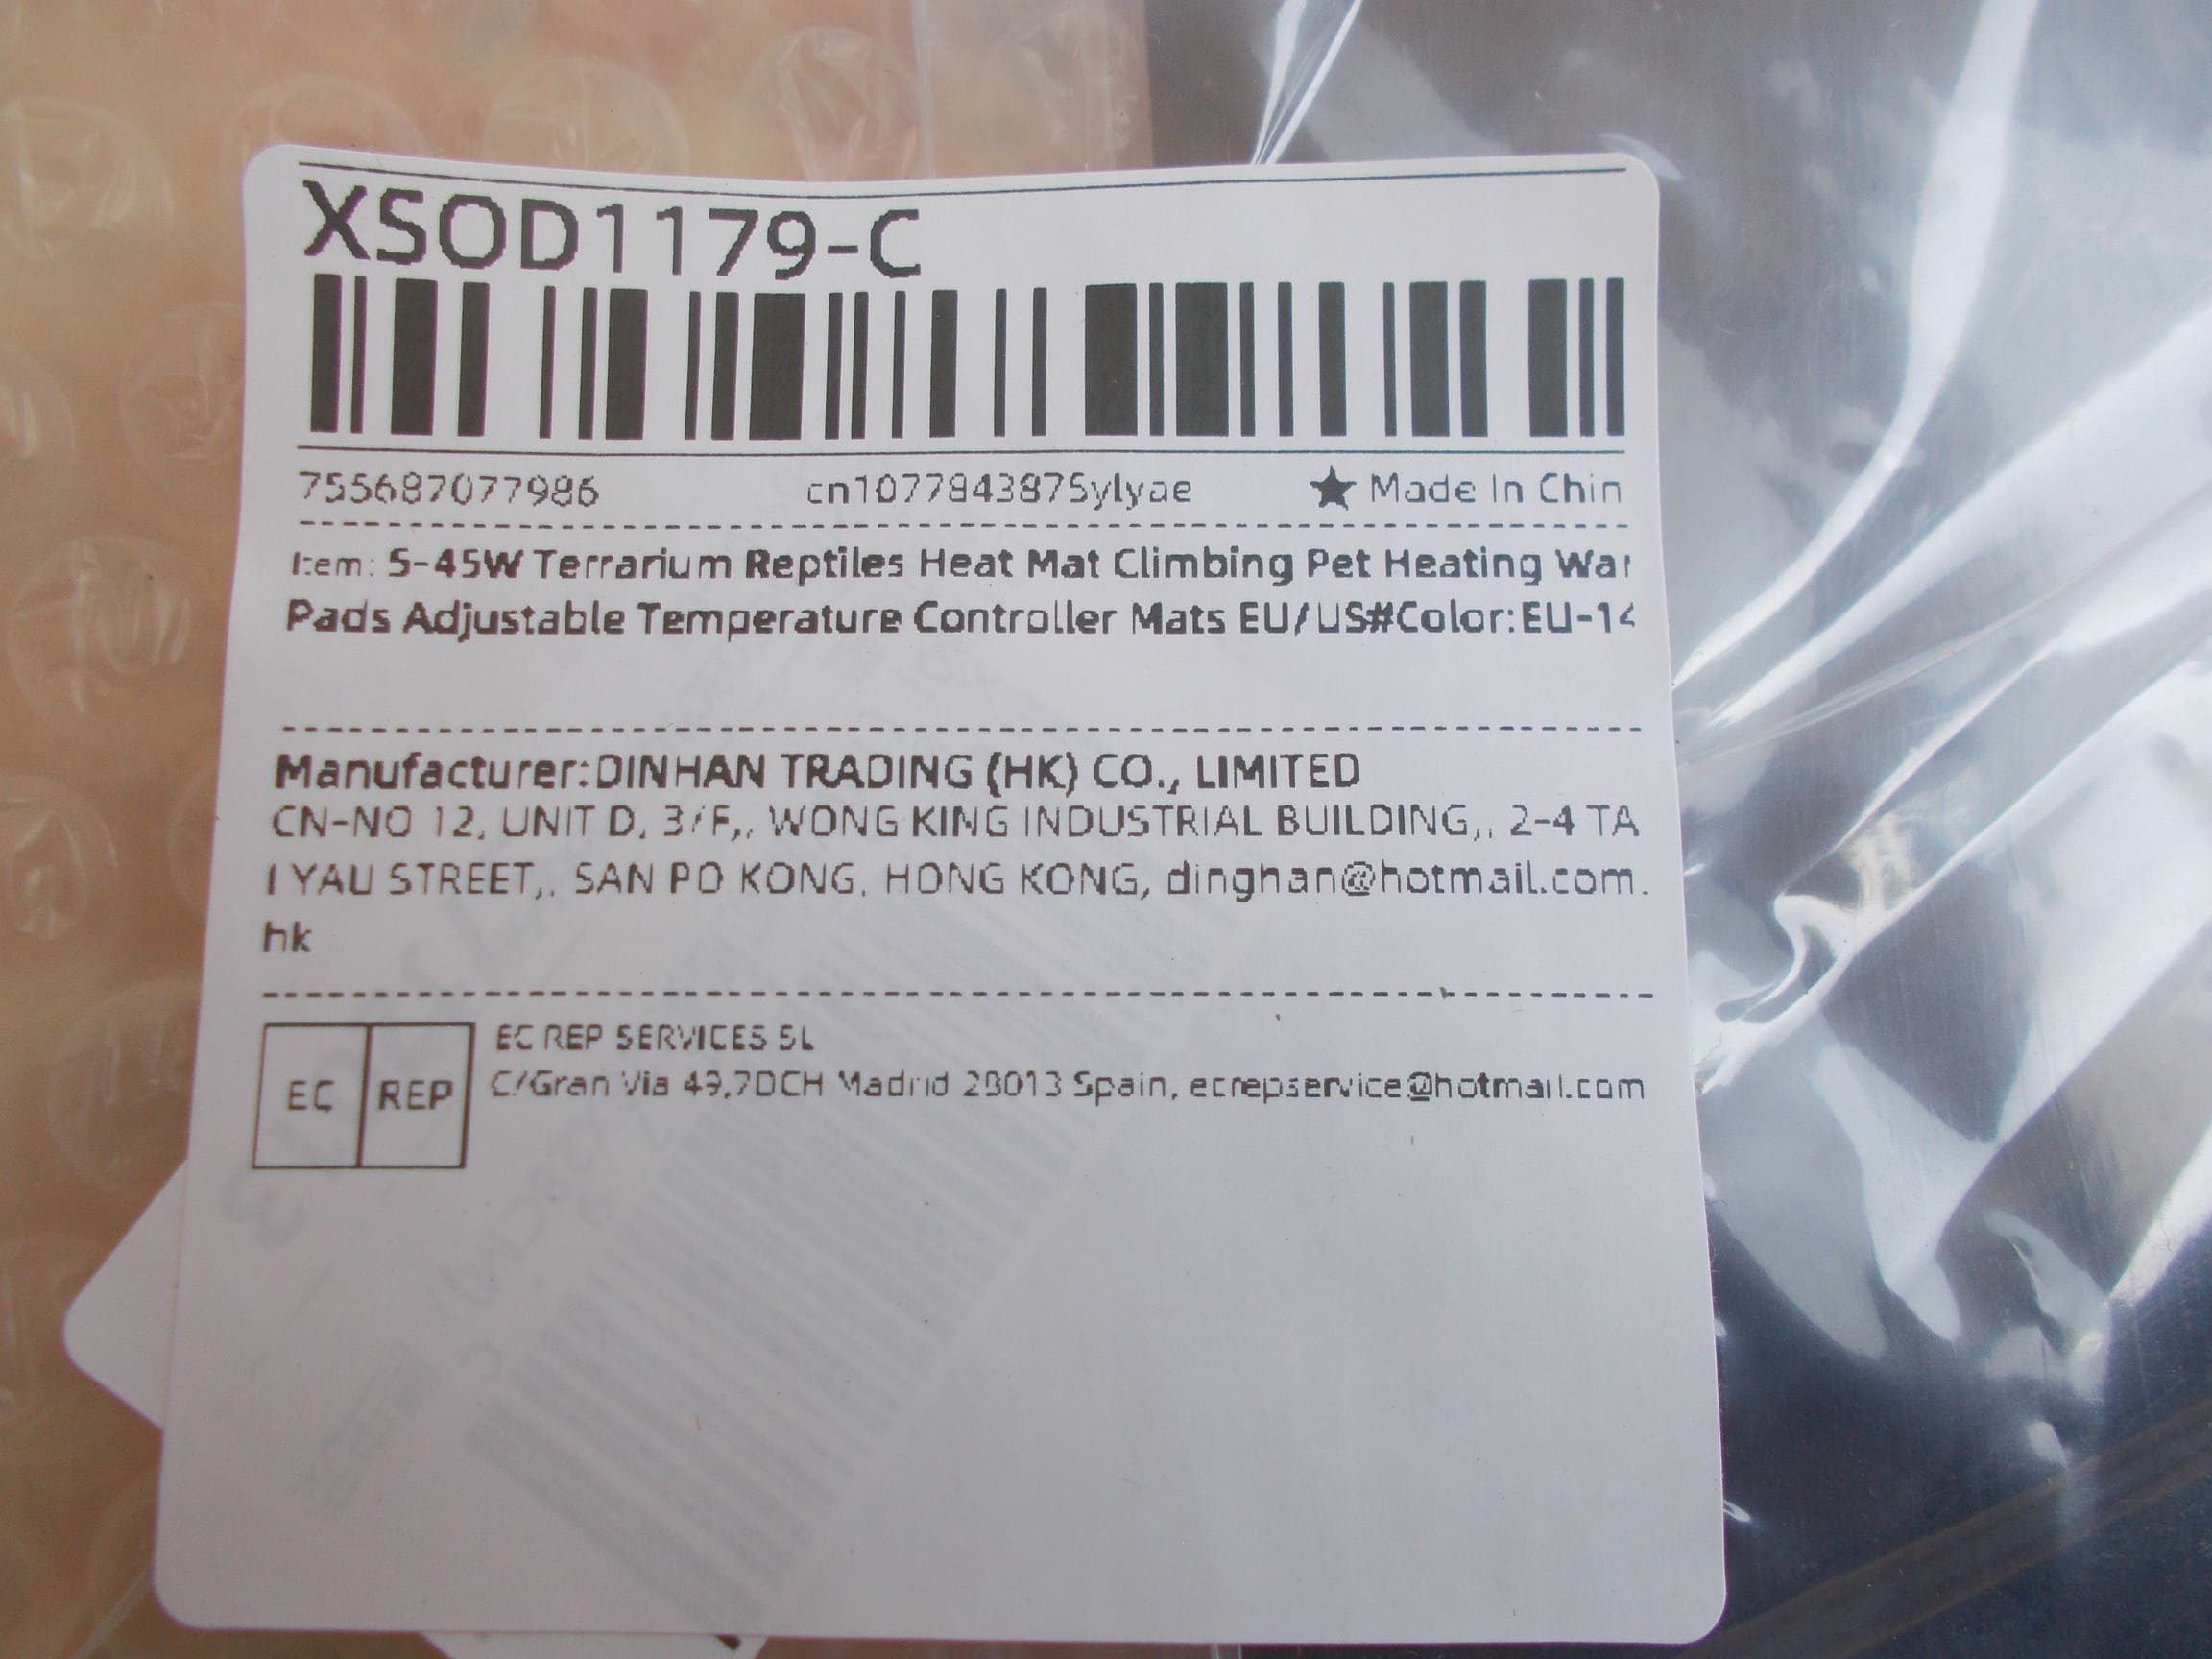 XSOD1179-C
755687077986 cn1077843875ylyae ★ Made In Chin
Item: 5-45W Terrarium Reptiles Heat Mat Climbing Pet Heating War
Pads Adjustable Temperature Controller Mats EU/US#Color:EU-14
Manufacturer:DINHAN TRADING (HK) CO., LIMITED
CN-NO 12, UNIT D, 3/F,, WONG KING INDUSTRIAL BUILDING,, 2-4 TA
I YAU STREET,, SAN PO KONG, HONG KONG, dinghan@hotmail.com.
hk
EC REP
EC REP SERVICES SL
C/Gran Via 49,7DCH Madrid 28013 Spain, ecrepservice@hotmail.com